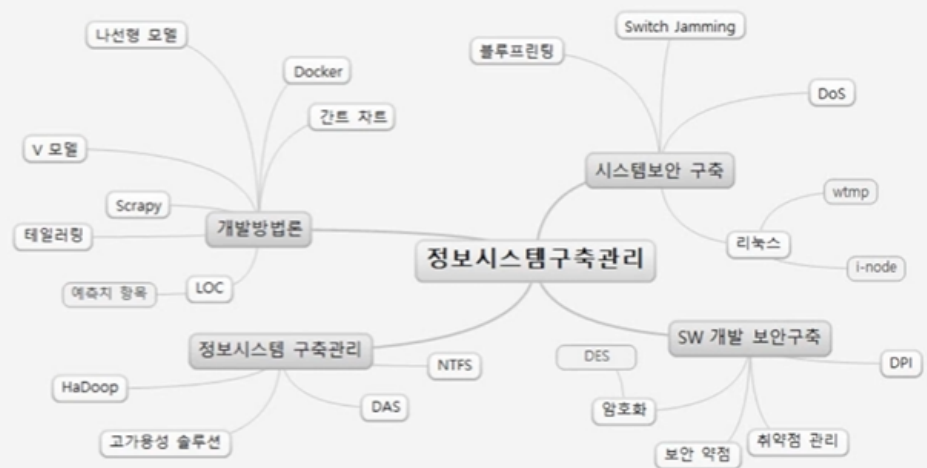 나선형 모델
Docker
간트 차트
V 모델
Scrapy
테일러링
개발방법론
예측치 항목
LOC
Switch Jamming
블루프린팅
DoS
시스템보안 구축
wtmp
리눅스
i-node
정보시스템구축관리
정보시스템 구축관리
NTFS
HaDoop
DAS
고가용성 솔루션
SW 개발 보안구축
DES
DPI
암호화
보안 약점
취약점 관리